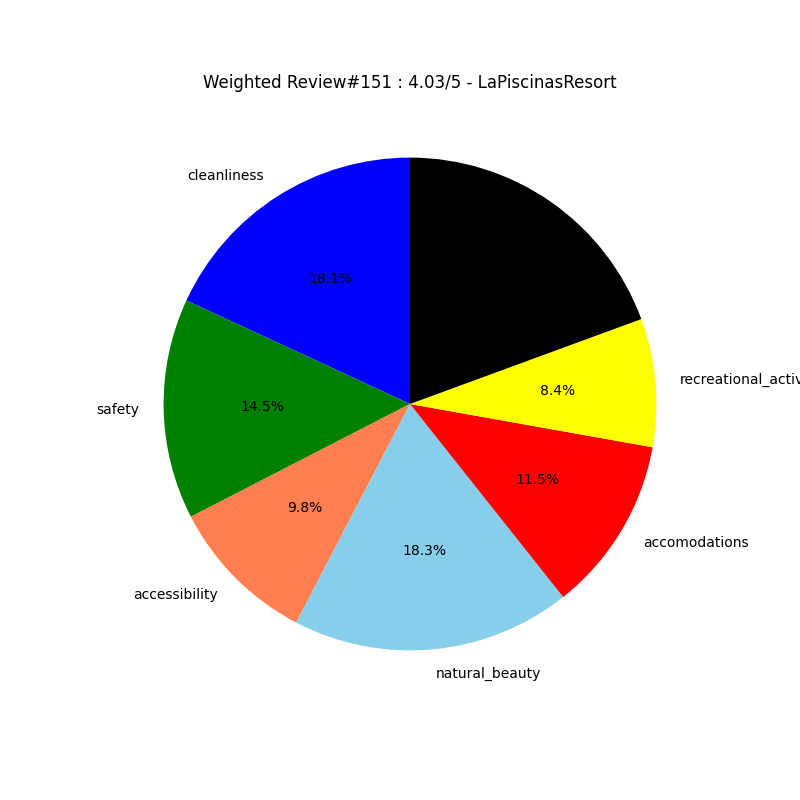 Weighted Review#151 : 4.03/5 - LaPiscinasResort
cleanliness
18.1%
safety
14.5%
accessibility
9.8%
natural_beauty
18.3%
accomodations
11.5%
recreational_activ
8.4%